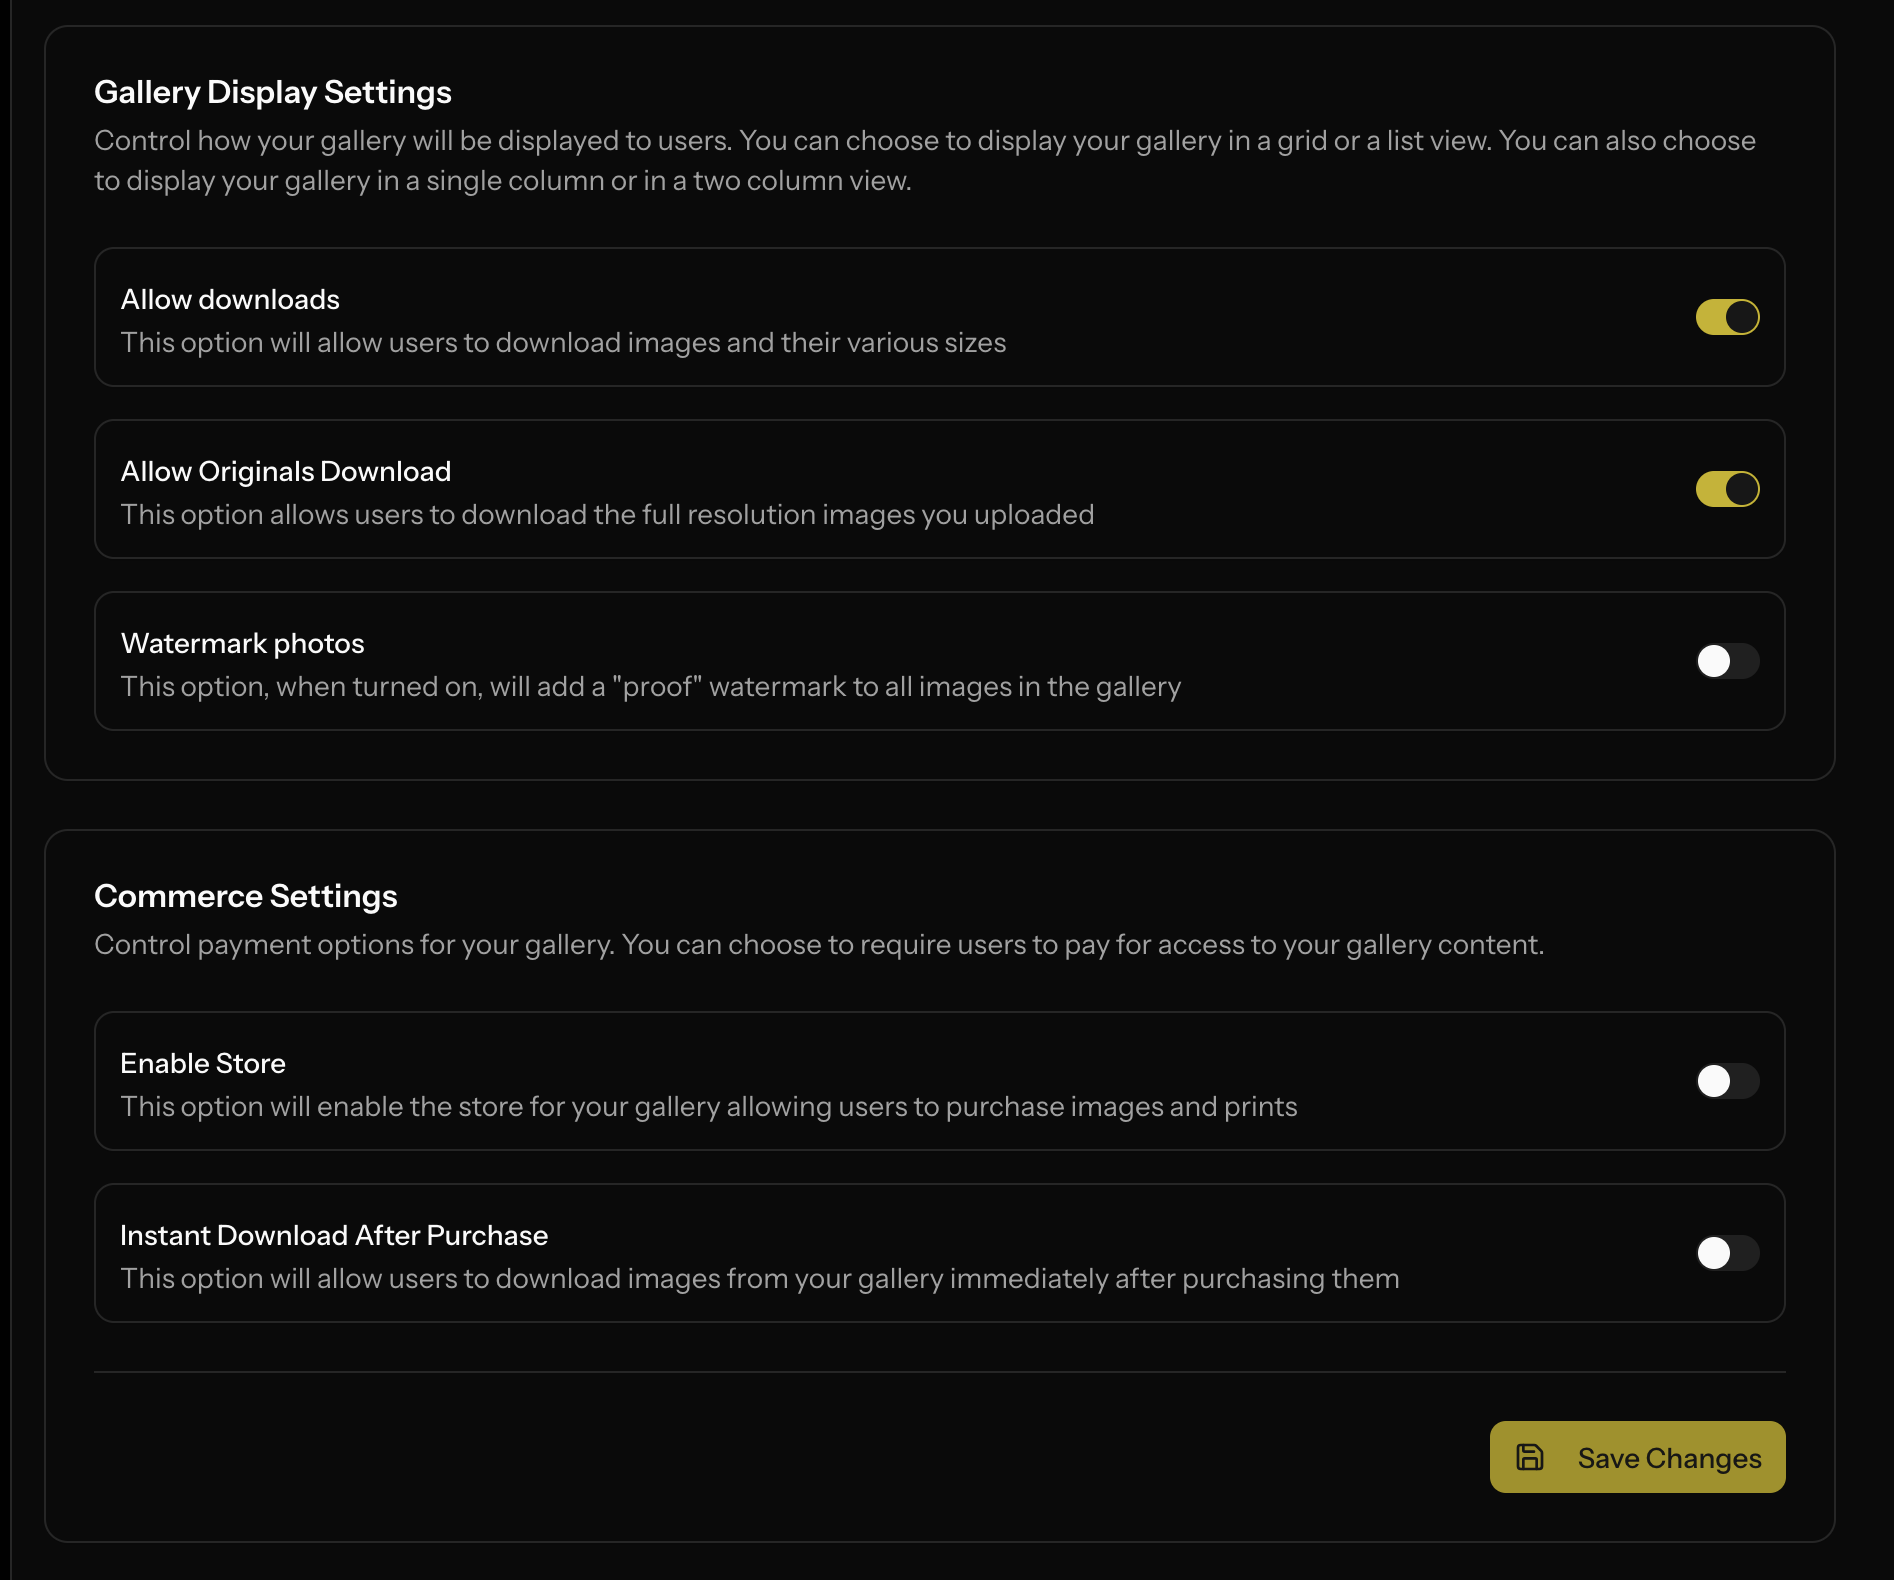 Gallery Display Settings
Control how your gallery will be displayed to users. You can choose to display your gallery in a grid or a list view. You can also choose
to display your gallery in a single column or in a two column view.
Allow downloads
This option will allow users to download images and their various sizes
Allow Originals Download
This option allows users to download the full resolution images you uploaded
Watermark photos
This option, when turned on, will add a "proof" watermark to all images in the gallery
Commerce Settings
Control payment options for your gallery. You can choose to require users to pay for access to your gallery content.
Enable Store
This option will enable the store for your gallery allowing users to purchase images and prints
Instant Download After Purchase
This option will allow users to download images from your gallery immediately after purchasing them
Save Changes